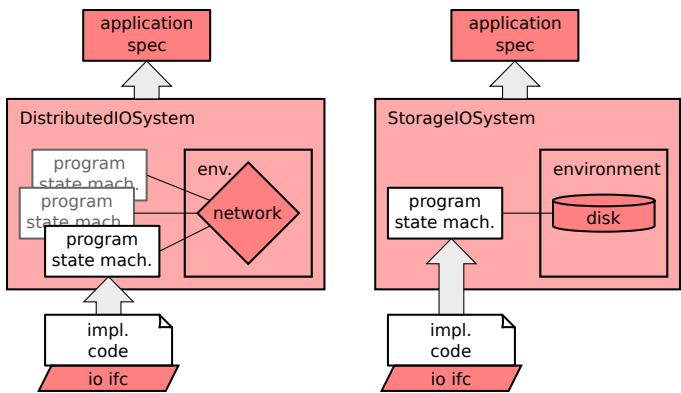 application
spec
DistributedIOSystem
program
state mach.
program
state mach.
program
state mach.
env.
network
impl.
code
io ifc
application
spec
StorageIOSystem
program
state mach.
environment
disk
impl.
code
io ifc